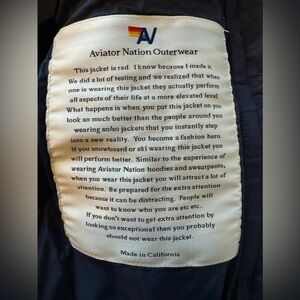 AV
Aviator Nation Outerwear
This jacket is rad. I know because I made it.
We did a lot of testing and we realized that when
one is wearing this jacket they actually perform
all aspects of their life at a more elevated level.
What happens is when you put this jacket on you
look so much better than the people around you
wearing so/so jackets that you instantly step
into a new reality. You become a fashion hero.
If you snowboard or ski wearing this jacket you
will perform better. Similar to the experience of
wearing Aviator Nation hoodies and sweatpants,
when you wear this jacket you will attract a lot of
attention. Be prepared for the extra attention
because it can be distracting. People will
want to know who you are etc etc.
If you don't want to get extra attention by
looking so exceptional then you probably
should not wear this jacket.
Made in California